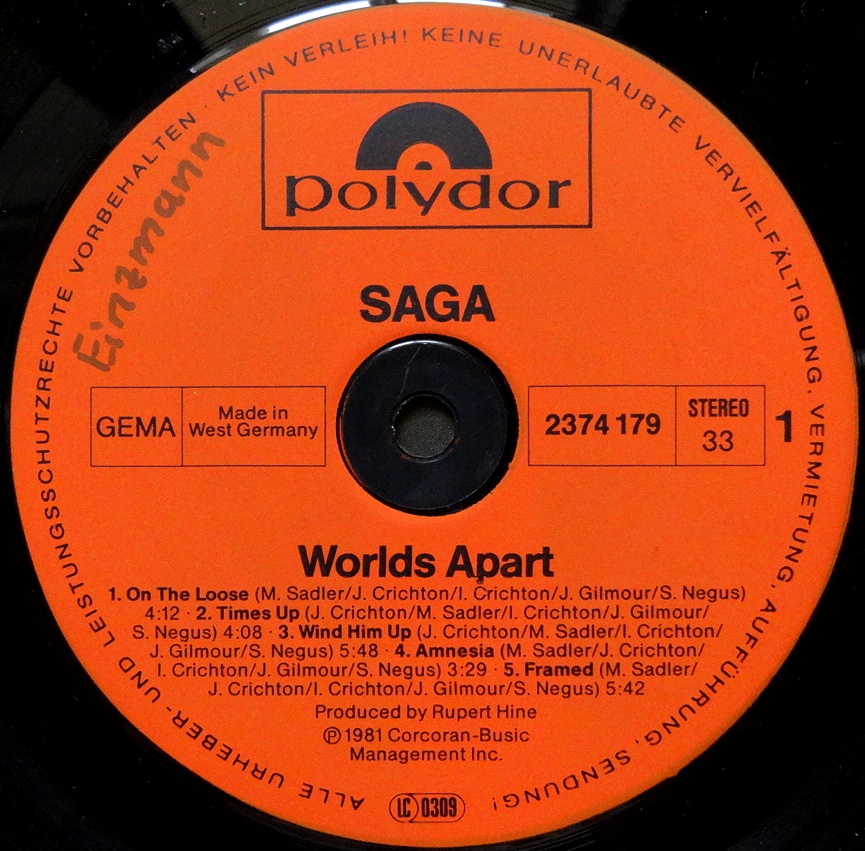 ALLE URHEBER- UND LEISTUNGSSCHUTZRECHTE VORBEHALTEN · KEIN VERLEIH! KEINE UNERLAUBTE VERVIELFÄLTIGUNG, VERMIETUNG, AUFFÜHRUNG, SENDUNG!
Einzmann
polydor
SAGA
GEMA
Made in
West Germany
2374 179
STEREO
33
1
Worlds Apart
1. On The Loose (M. Sadler/J. Crichton/I. Crichton/J. Gilmour/S. Negus)
4:12 · 2. Times Up (J. Crichton/M. Sadler/I. Crichton/J. Gilmour/
S. Negus) 4:08 · 3. Wind Him Up (J. Crichton/M. Sadler/I. Crichton/
J. Gilmour/S. Negus) 5:48 · 4. Amnesia (M. Sadler/J. Crichton/
I. Crichton/J. Gilmour/S. Negus) 3:29 · 5. Framed (M. Sadler/
J. Crichton/I. Crichton/J. Gilmour/S. Negus) 5:42
Produced by Rupert Hine
℗ 1981 Corcoran-Busic
Management Inc.
LC 0309